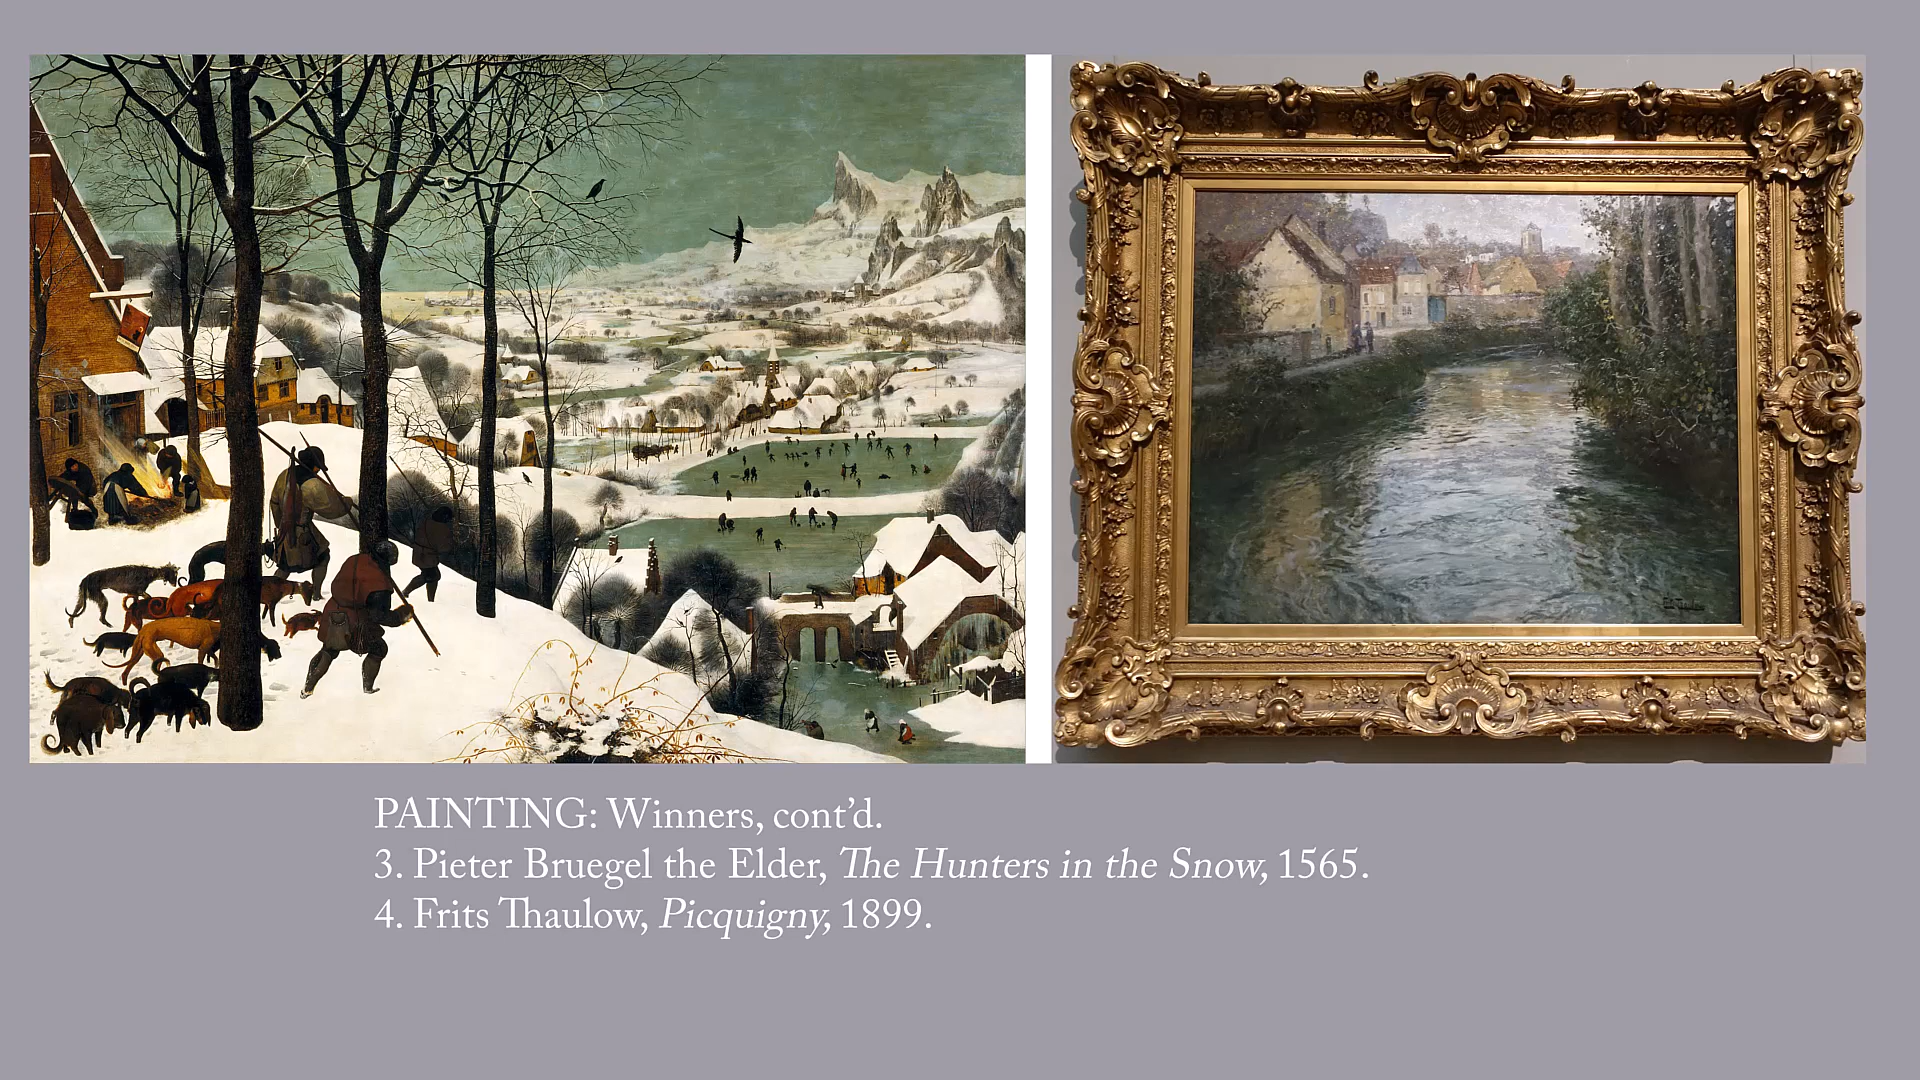 PAINTING: Winners, cont’d.
3. Pieter Bruegel the Elder, The Hunters in the Snow, 1565.
4. Frits Thaulow, Picquigny, 1899.